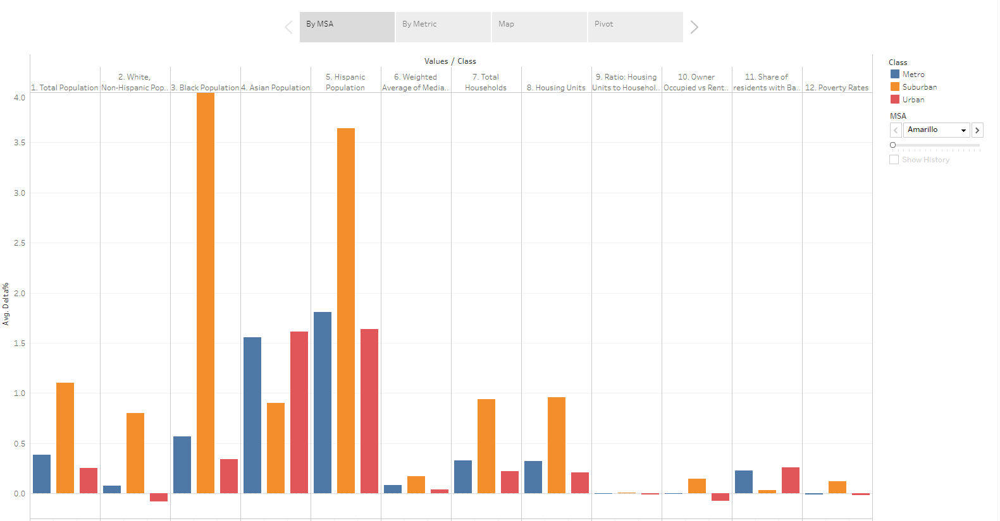 By MSA
By Metric
Map
Pivot
Values / Class
1. Total Population
2. White,
Non-Hispanic Pop..
3. Black Population
4. Asian Population
5. Hispanic
Population
6. Weighted
Average of Media..
7. Total
Households
8. Housing Units
9. Ratio: Housing
Units to Househol..
10. Owner
Occupied vs Rent..
11. Share of
residents with Ba..
12. Poverty Rates
4.0
3.5
3.0
2.5
2.0
1.5
1.0
0.5
0.0
Avg. Delta%
Class
Metro
Suburban
Urban
MSA
Amarillo
Show History